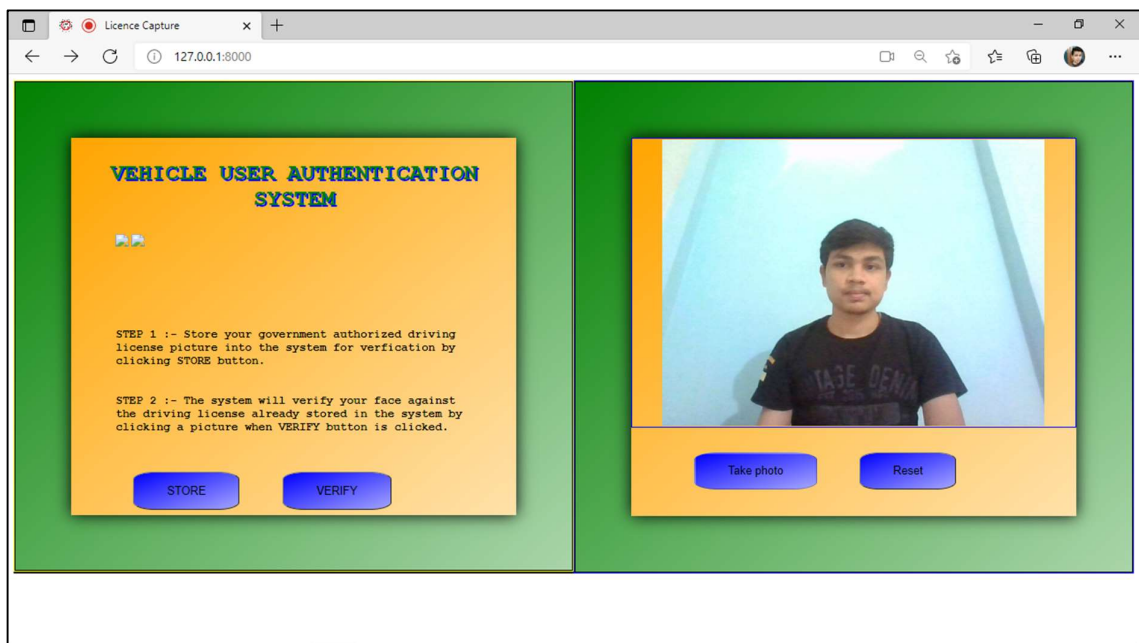 Licence Capture
127.0.0.1:8000
VEHICLE USER AUTHENTICATION
SYSTEM
STEP 1 :- Store your government authorized driving
license picture into the system for verfication by
clicking STORE button.
STEP 2 :- The system will verify your face against
the driving license already stored in the system by
clicking a picture when VERIFY button is clicked.
STORE
VERIFY
TAGE DENIM
Take photo
Reset